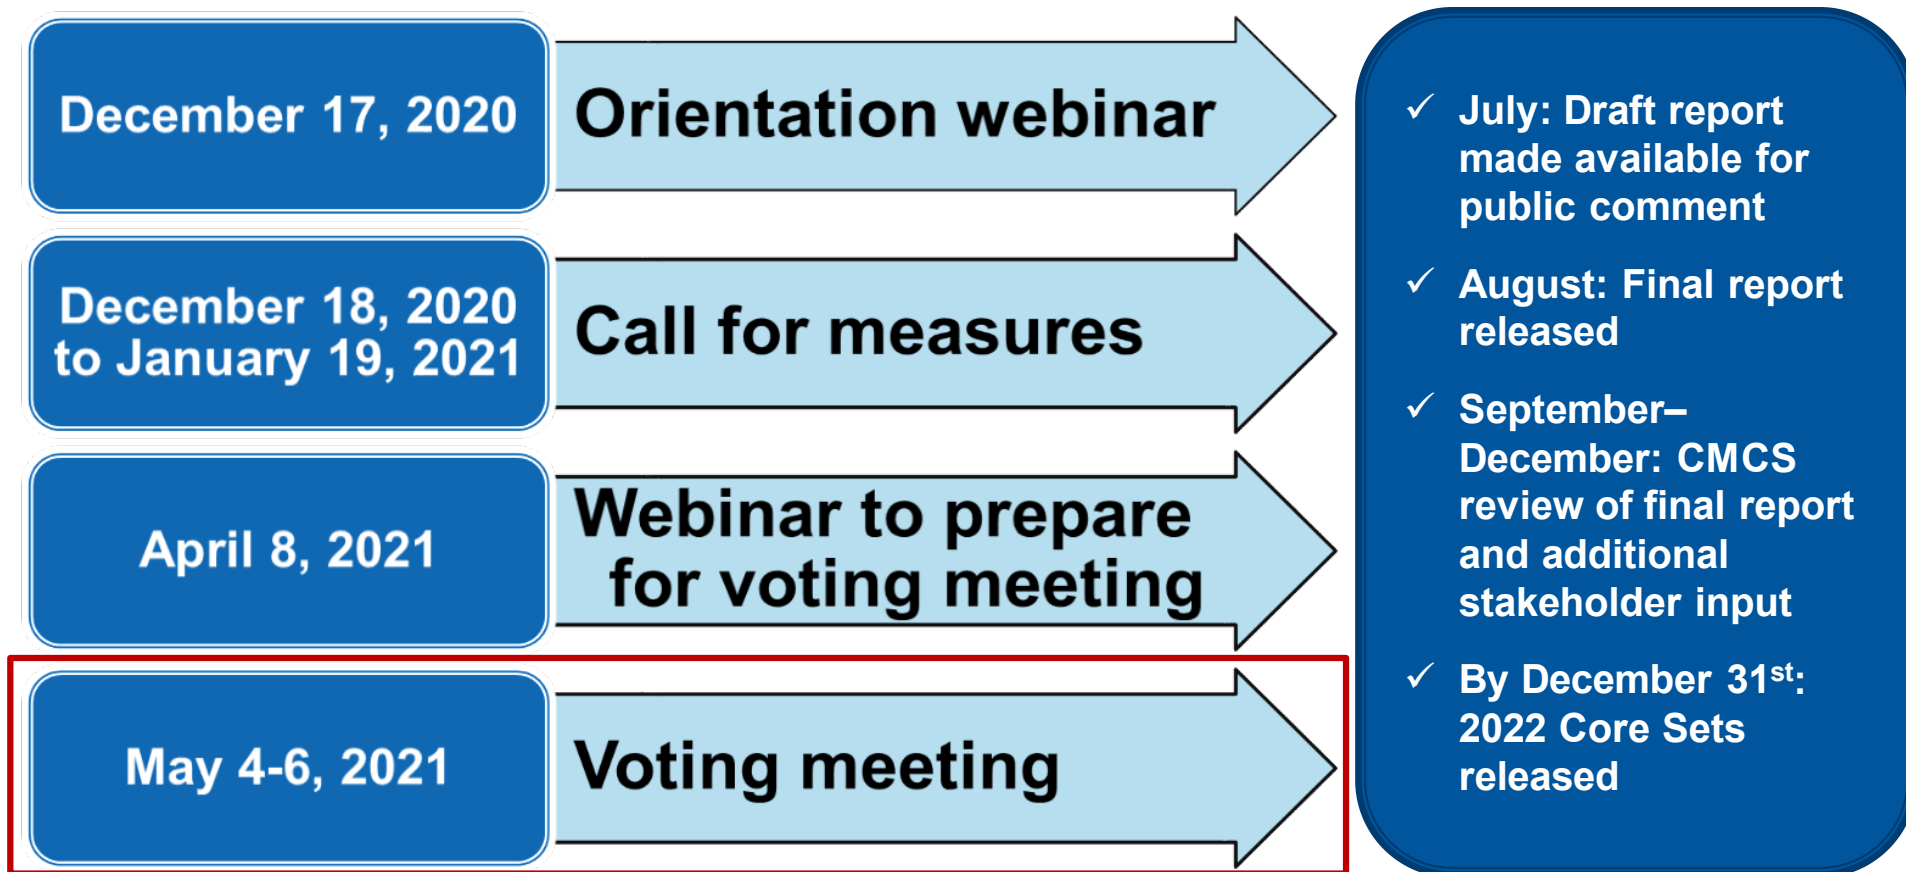 December 17, 2020
Orientation webinar
December 18, 2020
to January 19, 2021
Call for measures
April 8, 2021
Webinar to prepare
for voting meeting
May 4-6, 2021
Voting meeting
✓ July: Draft report
made available for
public comment
✓ August: Final report
released
✓ September–
December: CMCS
review of final report
and additional
stakeholder input
✓ By December 31st:
2022 Core Sets
released